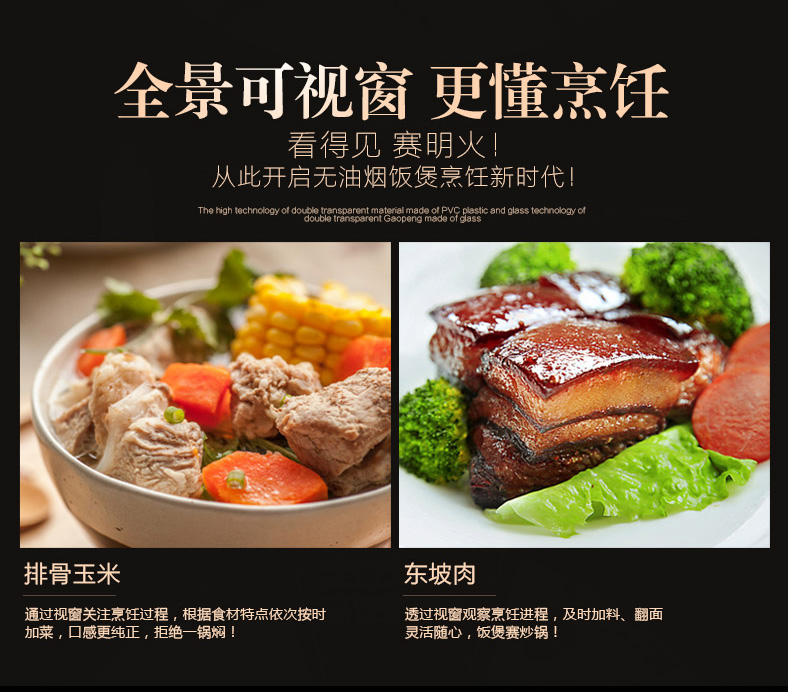 全景可视窗 更懂烹饪
看得见 赛明火！
从此开启无油烟饭煲烹饪新时代！
The high technology of double transparent material made of PVC plastic and glass technology of
double transparent Gaopeng made of glass
排骨玉米
通过视窗关注烹饪过程，根据食材特点依次按时
加菜，口感更纯正，拒绝一锅焖！
东坡肉
透过视窗观察烹饪进程，及时加料、翻面
灵活随心，饭煲赛炒锅！